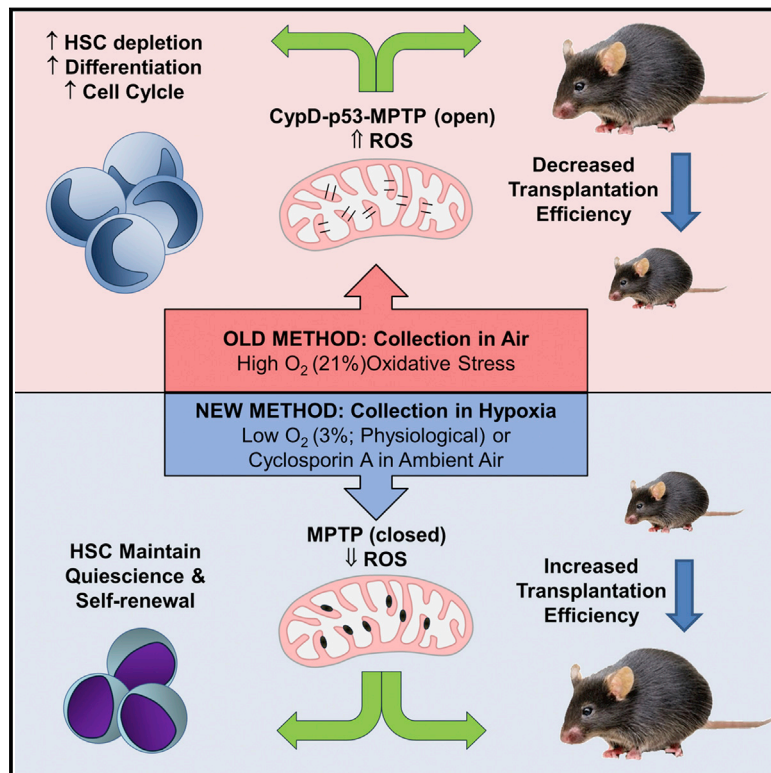 ↑ HSC depletion
↑ Differentiation
↑ Cell Cylcle
CypD-p53-MPTP (open)
⇑ ROS
Decreased
Transplantation
Efficiency
OLD METHOD: Collection in Air
High O₂ (21%)Oxidative Stress
NEW METHOD: Collection in Hypoxia
Low O₂ (3%; Physiological) or
Cyclosporin A in Ambient Air
HSC Maintain
Quiescience &
Self-renewal
MPTP (closed)
⇓ ROS
Increased
Transplantation
Efficiency